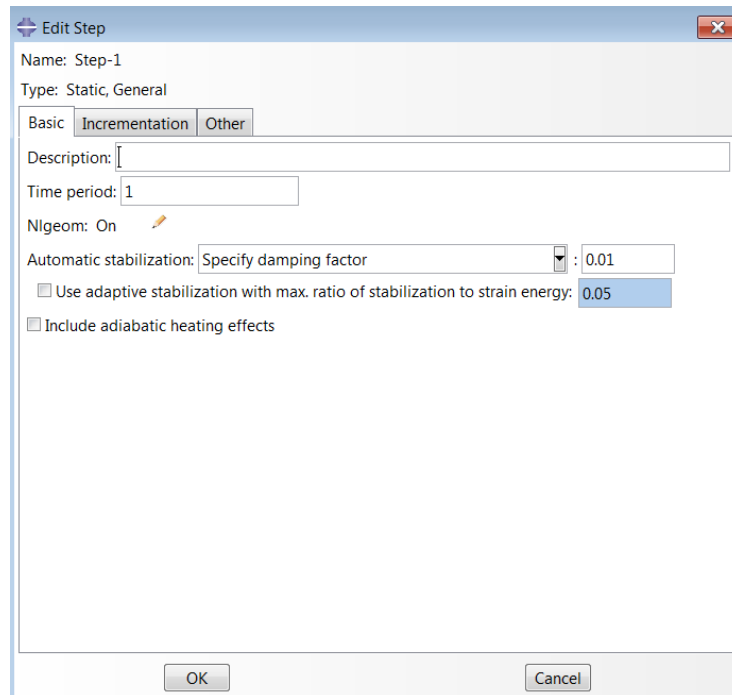 Edit Step
Name: Step-1
Type: Static, General
Basic Incrementation Other
Description:
Time period: 1
Nlgeom: On
Automatic stabilization: Specify damping factor : 0.01
Use adaptive stabilization with max. ratio of stabilization to strain energy: 0.05
Include adiabatic heating effects
OK Cancel